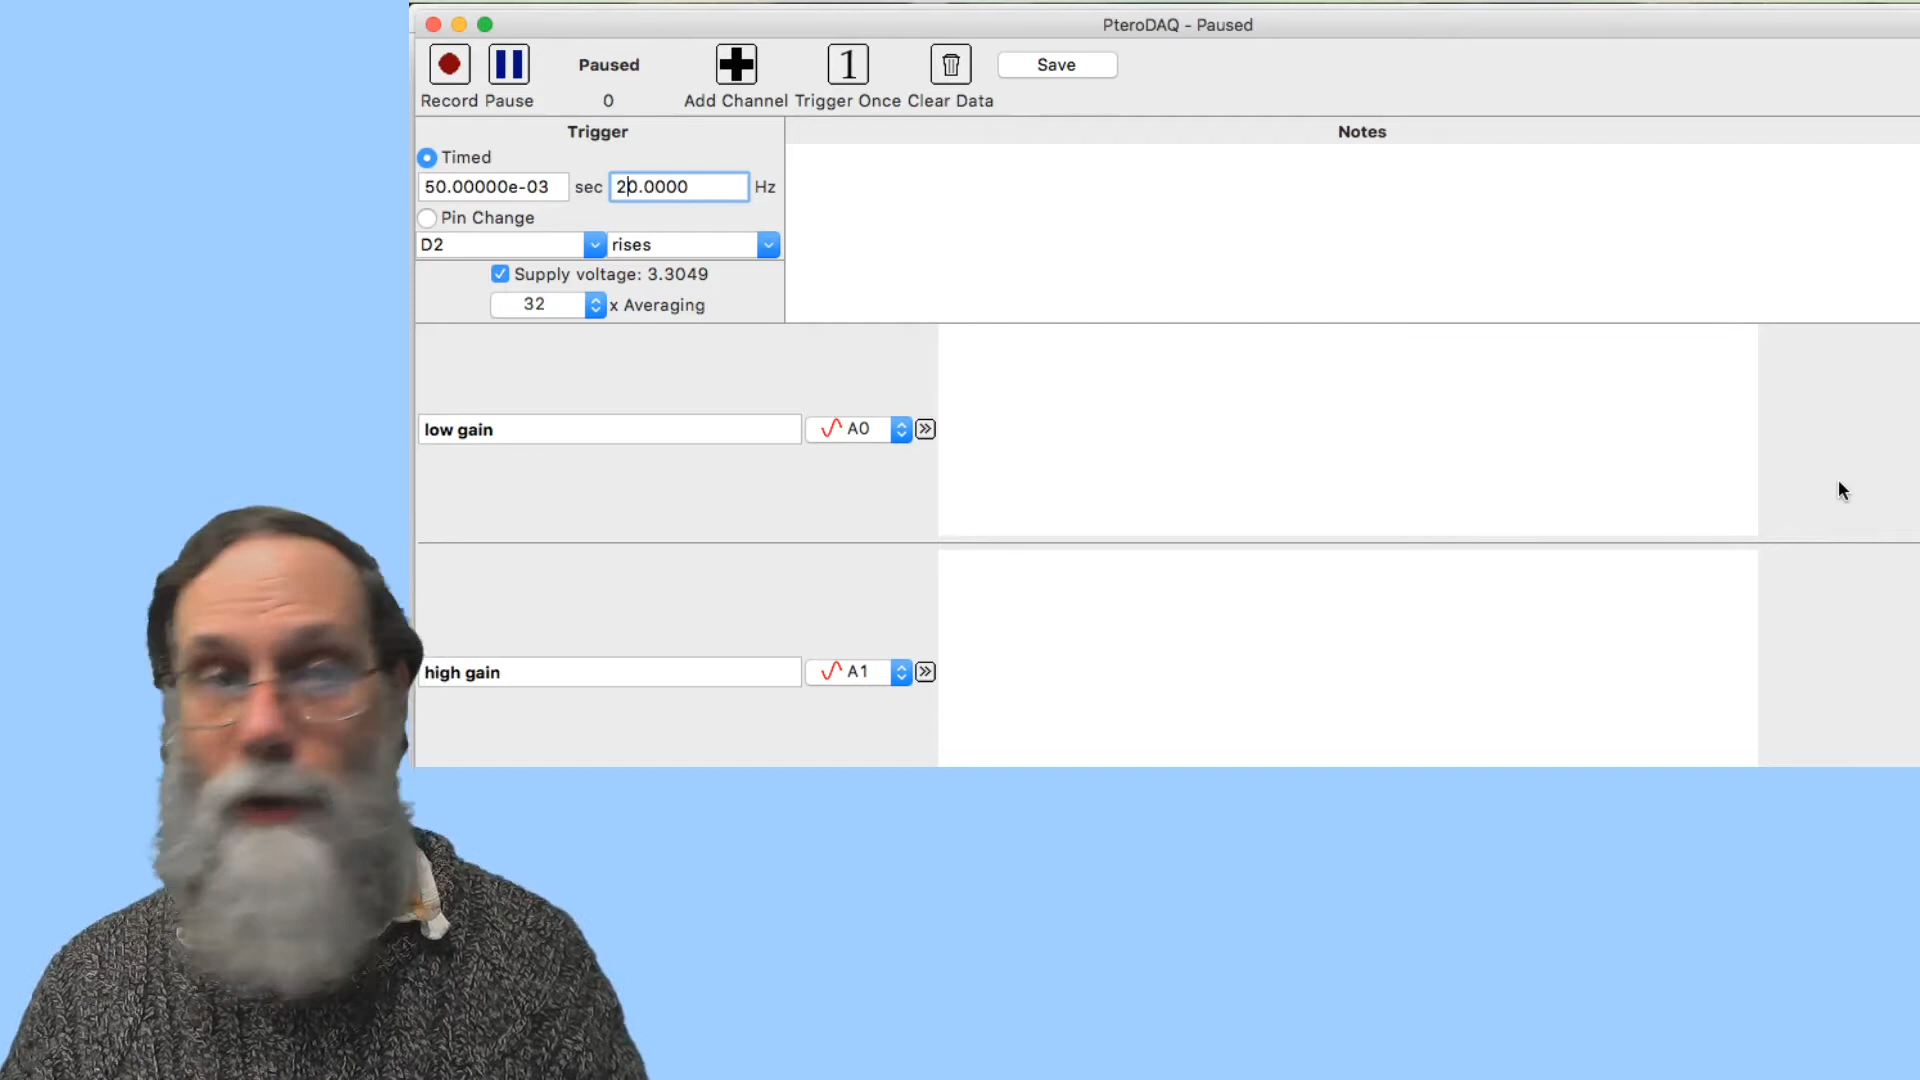 PteroDAQ - Paused
Paused
1
Save
Record Pause 0 Add Channel Trigger Once Clear Data
Trigger
Notes
Timed
50.00000e-03 sec 20.0000 Hz
Pin Change
D2 rises
Supply voltage: 3.3049
32 x Averaging
low gain A0
high gain A1